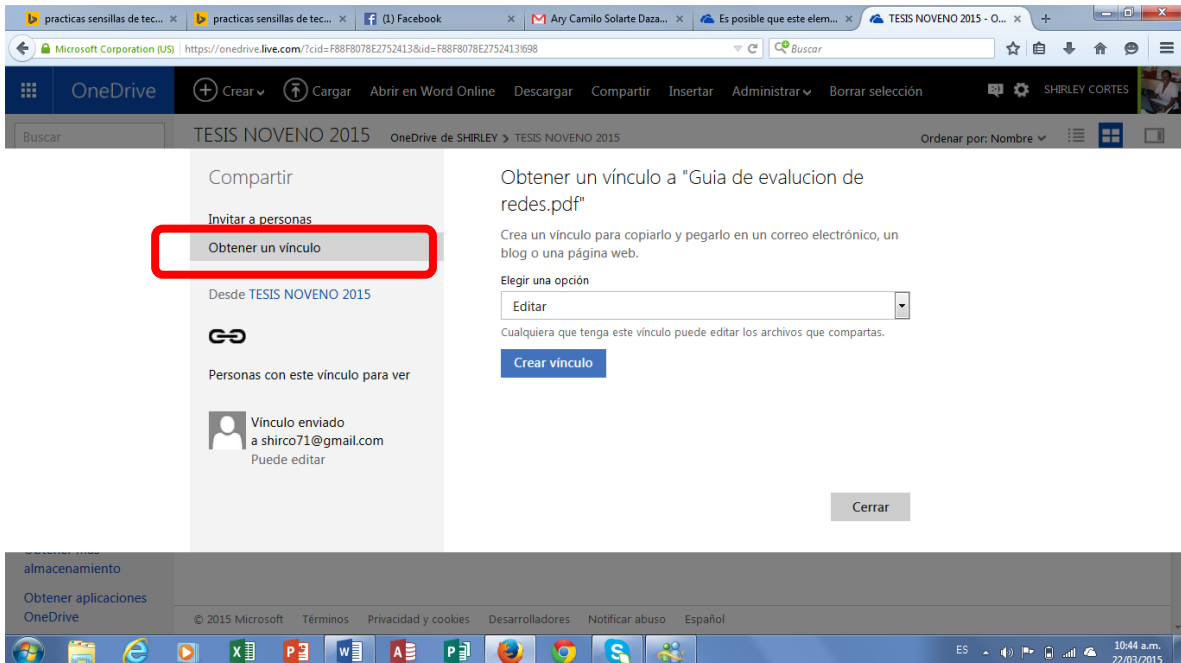 practicas sensillas de tec...
practicas sensillas de tec...
(1) Facebook
Ary Camilo Solarte Daza...
Es posible que este elem...
TESIS NOVENO 2015 - O...
Microsoft Corporation (US)
https://onedrive.live.com/?cid=F88F8078E2752413&id=F88F8078E2752413!698
Buscar
OneDrive
Crear
Cargar
Abrir en Word Online
Descargar
Compartir
Insertar
Administrar
Borrar selección
SHIRLEY CORTES
Buscar
TESIS NOVENO 2015
OneDrive de SHIRLEY > TESIS NOVENO 2015
Ordenar por: Nombre
Compartir
Invitar a personas
Obtener un vínculo
Desde TESIS NOVENO 2015
Personas con este vínculo para ver
Vínculo enviado
a shirco71@gmail.com
Puede editar
Obtener un vínculo a "Guia de evalucion de
redes.pdf"
Crea un vínculo para copiarlo y pegarlo en un correo electrónico, un
blog o una página web.
Elegir una opción
Editar
Cualquiera que tenga este vínculo puede editar los archivos que compartas.
Crear vínculo
Cerrar
Obtener más
almacenamiento
Obtener aplicaciones
OneDrive
© 2015 Microsoft
Términos
Privacidad y cookies
Desarrolladores
Notificar abuso
Español
ES
10:44 a.m.
22/03/2015